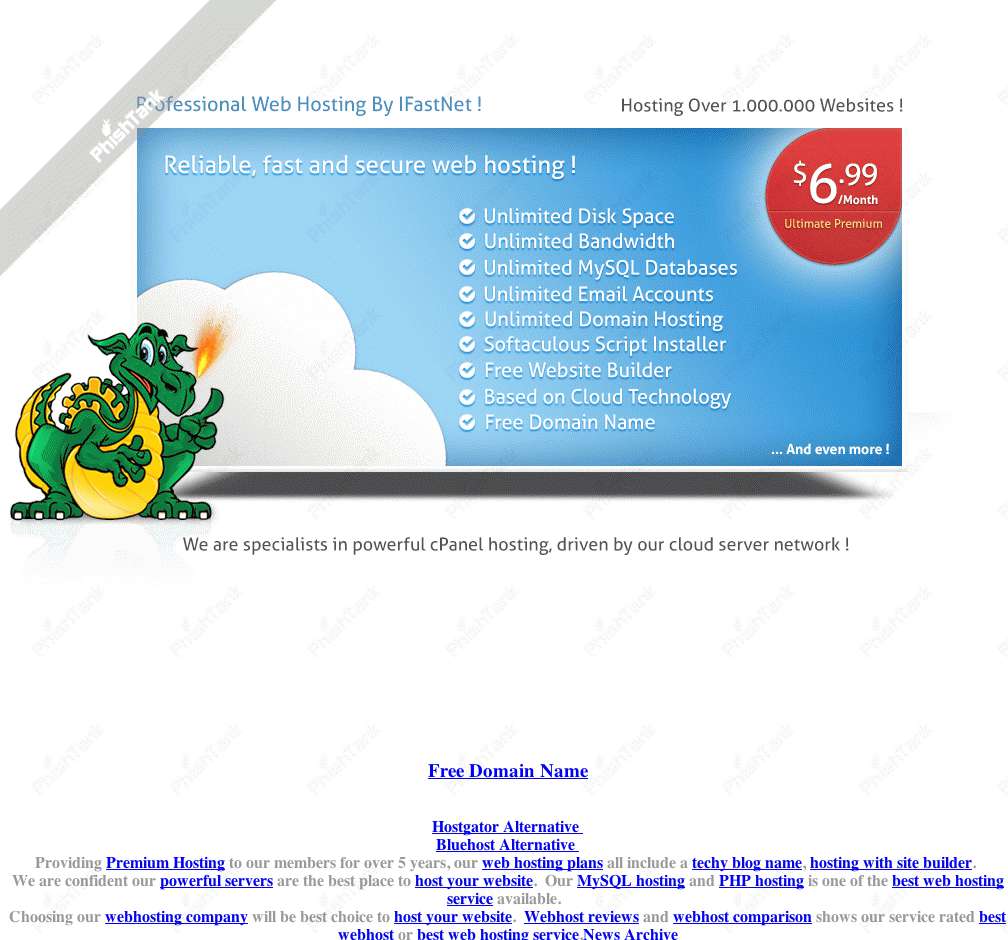 Professional Web Hosting By IFastNet !
Hosting Over 1.000.000 Websites !
PhishTank
Reliable, fast and secure web hosting !
$6.99
/Month
Ultimate Premium
Unlimited Disk Space
Unlimited Bandwidth
Unlimited MySQL Databases
Unlimited Email Accounts
Unlimited Domain Hosting
Softaculous Script Installer
Free Website Builder
Based on Cloud Technology
Free Domain Name
... And even more !
We are specialists in powerful cPanel hosting, driven by our cloud server network !
Free Domain Name
Hostgator Alternative
Bluehost Alternative
Providing Premium Hosting to our members for over 5 years, our web hosting plans all include a techy blog name, hosting with site builder.
We are confident our powerful servers are the best place to host your website. Our MySQL hosting and PHP hosting is one of the best web hosting
service available.
Choosing our webhosting company will be best choice to host your website. Webhost reviews and webhost comparison shows our service rated best
webhost or best web hosting service.News Archive